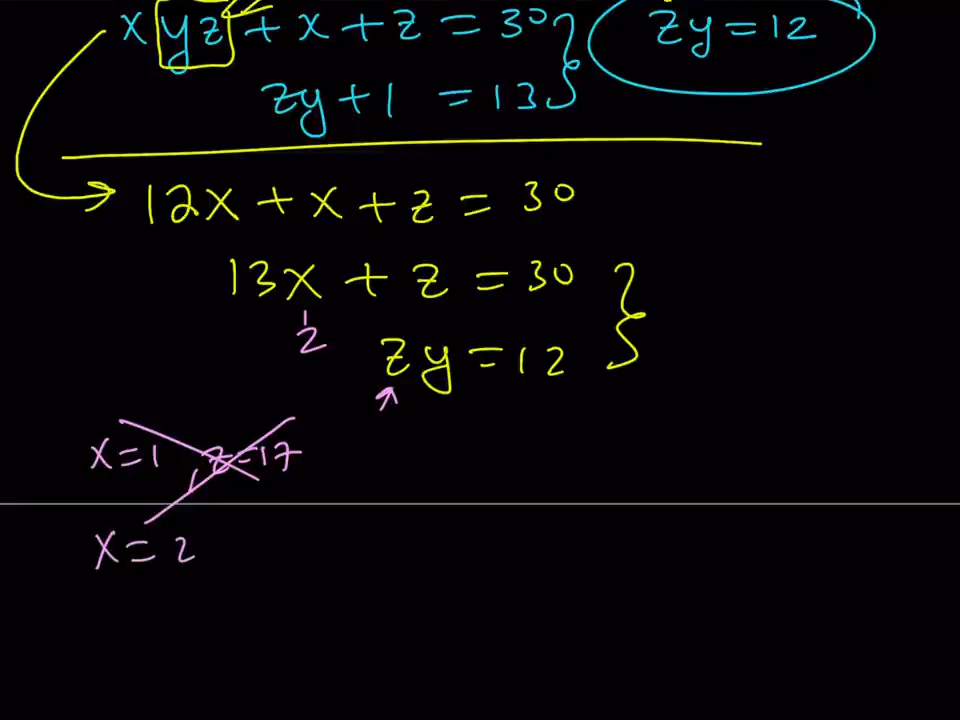 xyz + x + z = 30 zy = 12
zy + 1 = 13
12x + x + z = 30
13x + z = 30
1
2
zy = 12
x = 1, z = 17
x = 2